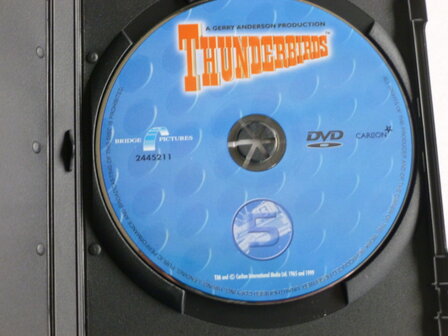 A GERRY ANDERSON PRODUCTION
THUNDERBIRDS
BRIDGE PICTURES
2445211
DVD
CARLTON
5
TM and (C) Carlton International Media Ltd. 1965 and 1999